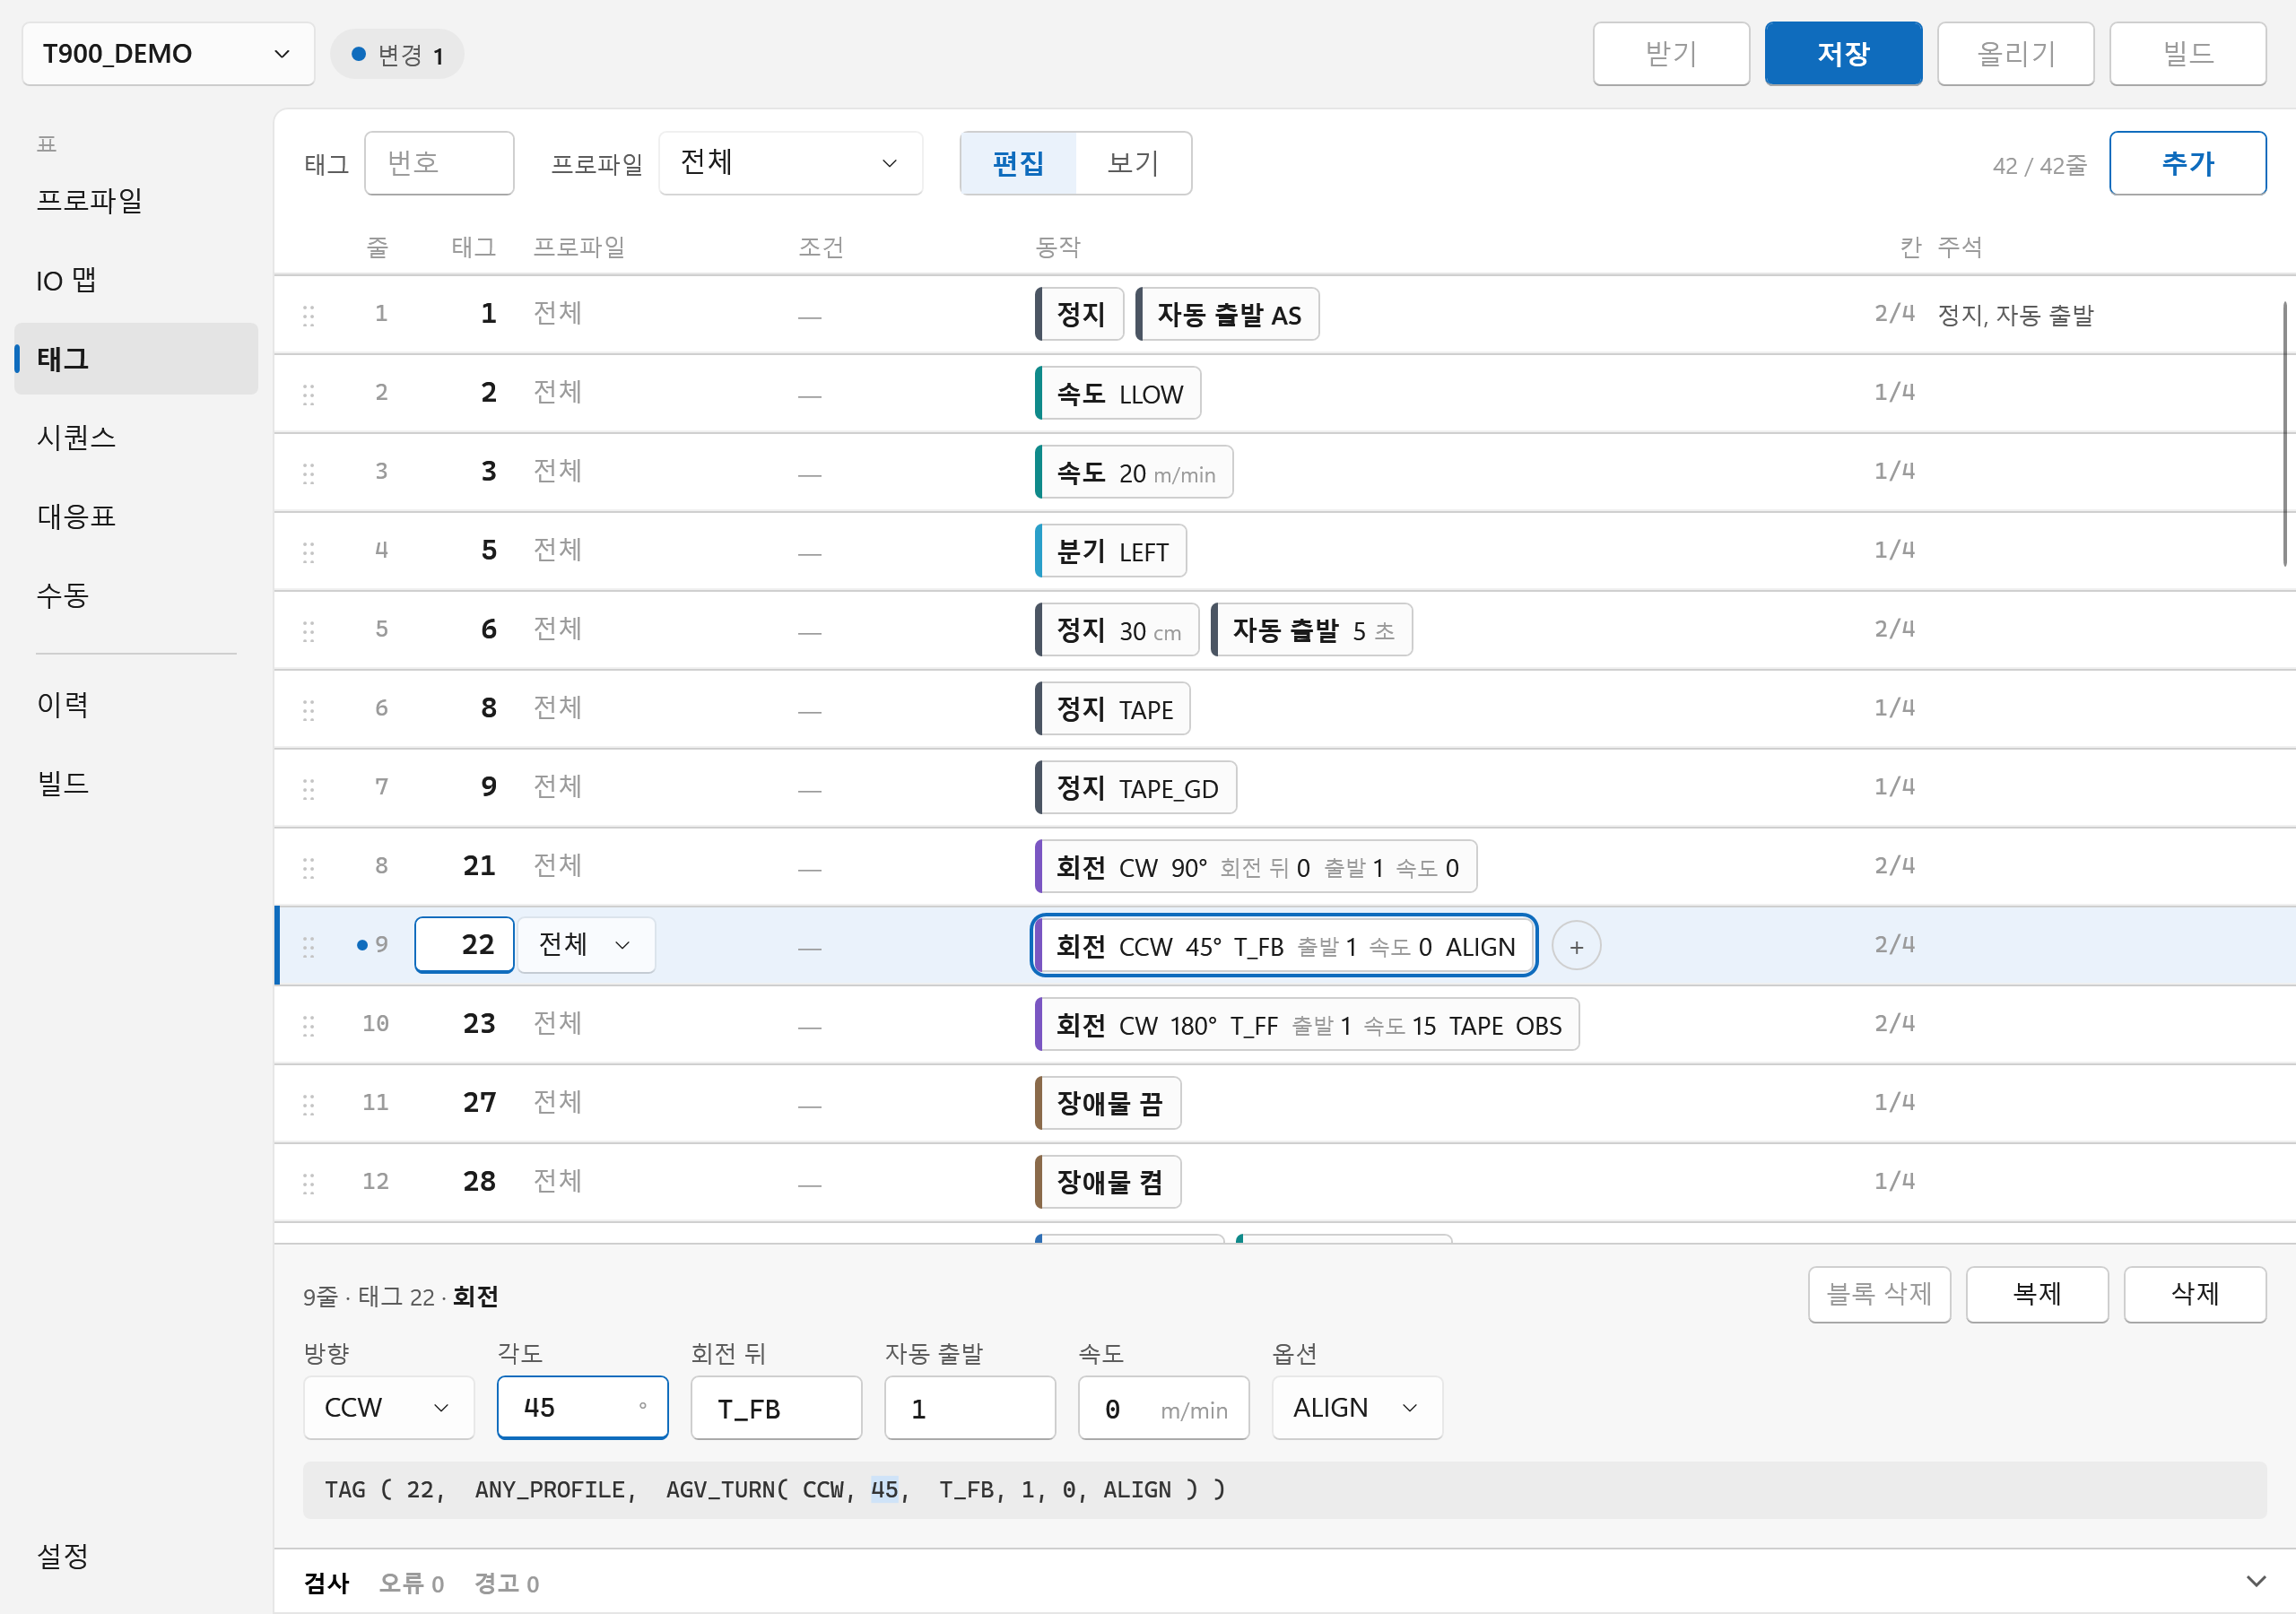 T900_DEMO 변경 1 받기 저장 올리기 빌드
표
프로파일
IO 맵
태그
시퀀스
대응표
수동
이력
빌드
설정
태그 번호 프로파일 전체 편집 보기 42 / 42줄 추가
줄 태그 프로파일 조건 동작 칸 주석
1 1 전체 — 정지 자동 출발 AS 2/4 정지, 자동 출발
2 2 전체 — 속도 LLOW 1/4
3 3 전체 — 속도 20 m/min 1/4
4 5 전체 — 분기 LEFT 1/4
5 6 전체 — 정지 30 cm 자동 출발 5 초 2/4
6 8 전체 — 정지 TAPE 1/4
7 9 전체 — 정지 TAPE_GD 1/4
8 21 전체 — 회전 CW 90° 회전 뒤 0 출발 1 속도 0 2/4
9 22 전체 — 회전 CCW 45° T_FB 출발 1 속도 0 ALIGN + 2/4
10 23 전체 — 회전 CW 180° T_FF 출발 1 속도 15 TAPE OBS 2/4
11 27 전체 — 장애물 끔 1/4
12 28 전체 — 장애물 켬 1/4
9줄 · 태그 22 · 회전 블록 삭제 복제 삭제
방향 각도 회전 뒤 자동 출발 속도 옵션
CCW 45 ° T_FB 1 0 m/min ALIGN
TAG ( 22, ANY_PROFILE, AGV_TURN( CCW, 45, T_FB, 1, 0, ALIGN ) )
검사 오류 0 경고 0